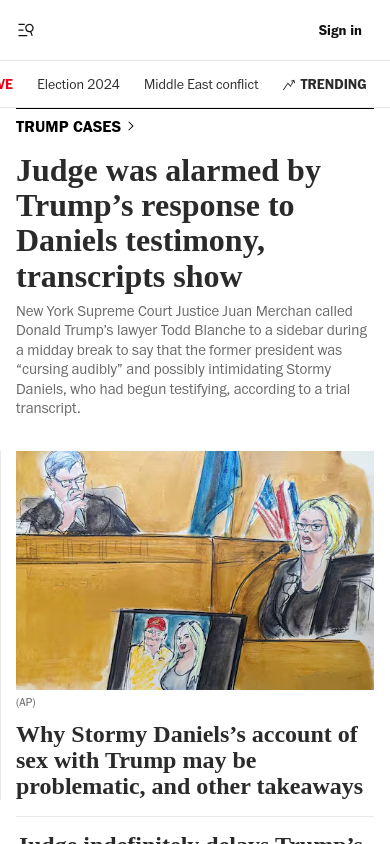 Sign in
VE
Election 2024
Middle East conflict
TRENDING
TRUMP CASES
Judge was alarmed by
Trump’s response to
Daniels testimony,
transcripts show
New York Supreme Court Justice Juan Merchan called
Donald Trump’s lawyer Todd Blanche to a sidebar during
a midday break to say that the former president was
“cursing audibly” and possibly intimidating Stormy
Daniels, who had begun testifying, according to a trial
transcript.
(AP)
Why Stormy Daniels’s account of
sex with Trump may be
problematic, and other takeaways
Judge indefinitely delays Trump’s